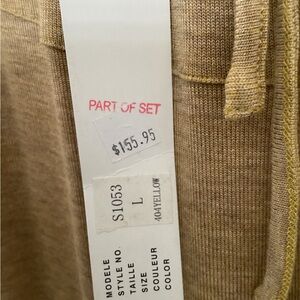 PART OF SET
$155.95
MODELE
STYLE NO. S1053
TAILLE
SIZE L
COULEUR
COLOR 404YELLOW